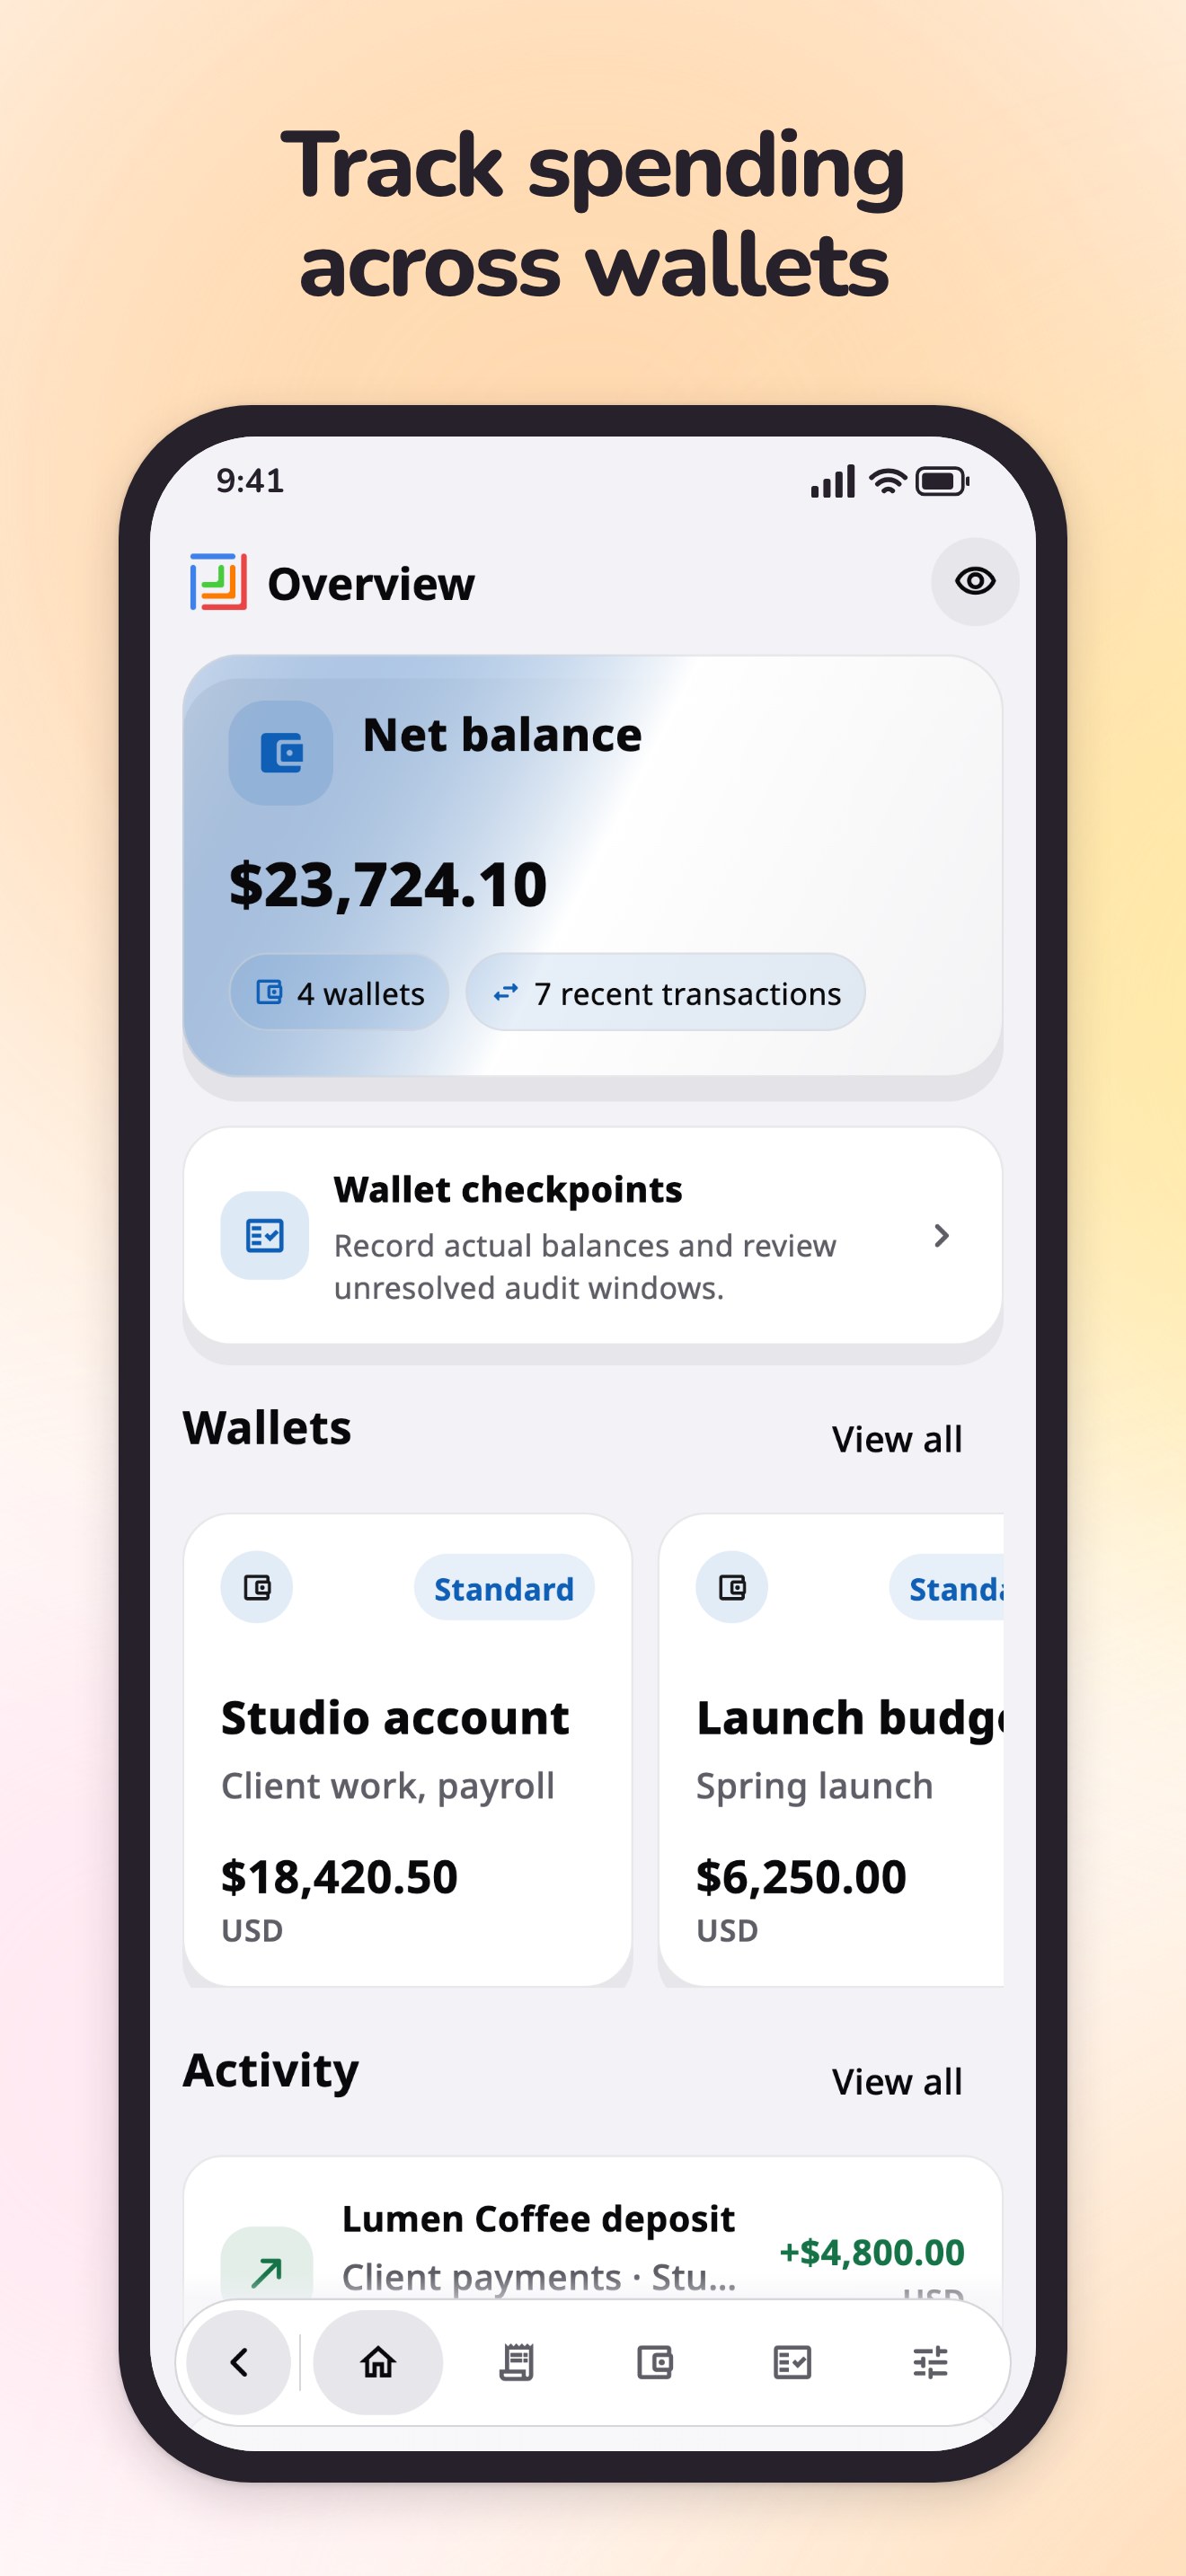 Track spending
across wallets
9:41
Overview
Net balance
$23,724.10
4 wallets
7 recent transactions
Wallet checkpoints
Record actual balances and review
unresolved audit windows.
Wallets
View all
Standard
Studio account
Client work, payroll
$18,420.50
USD
Standa
Launch budge
Spring launch
$6,250.00
USD
Activity
View all
Lumen Coffee deposit
Client payments · Stu...
+$4,800.00
USD